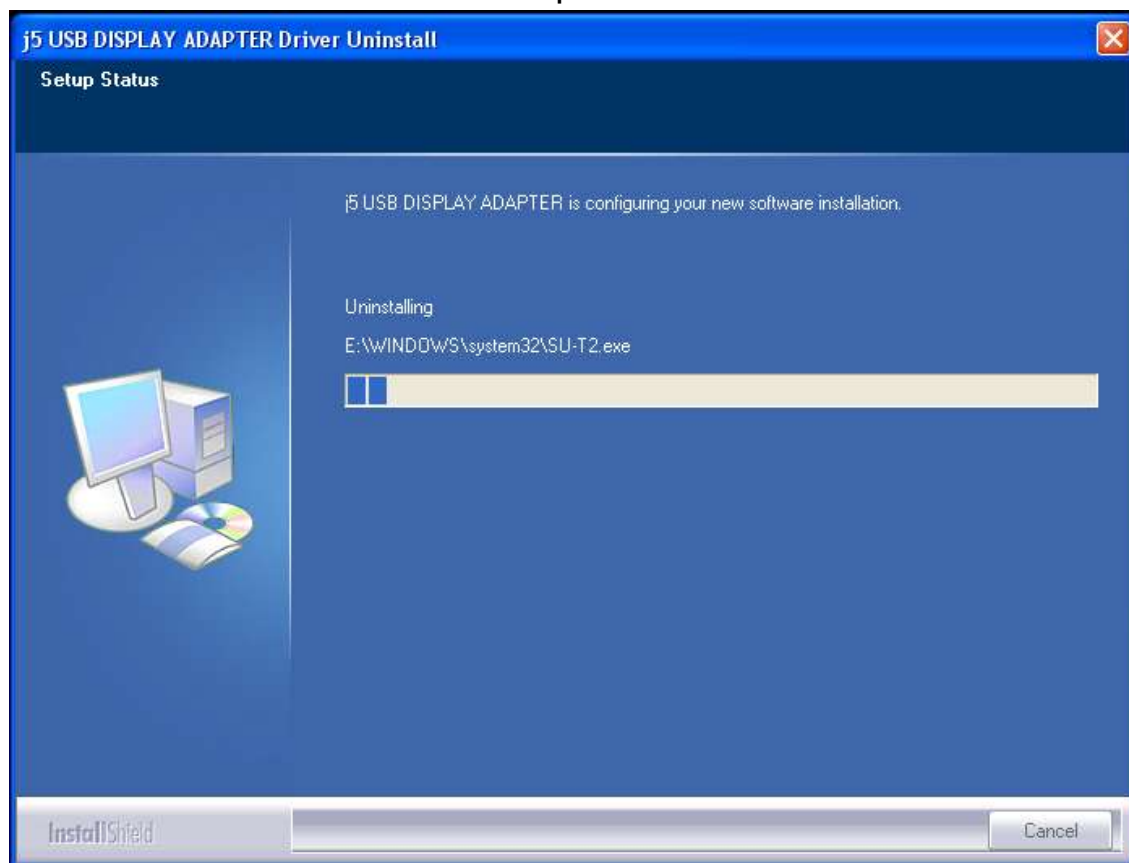 j5 USB DISPLAY ADAPTER Driver Uninstall
Setup Status
j5 USB DISPLAY ADAPTER is configuring your new software installation.
Uninstalling
E:\WINDOWS\system32\SU-T2.exe
InstallShield
Cancel